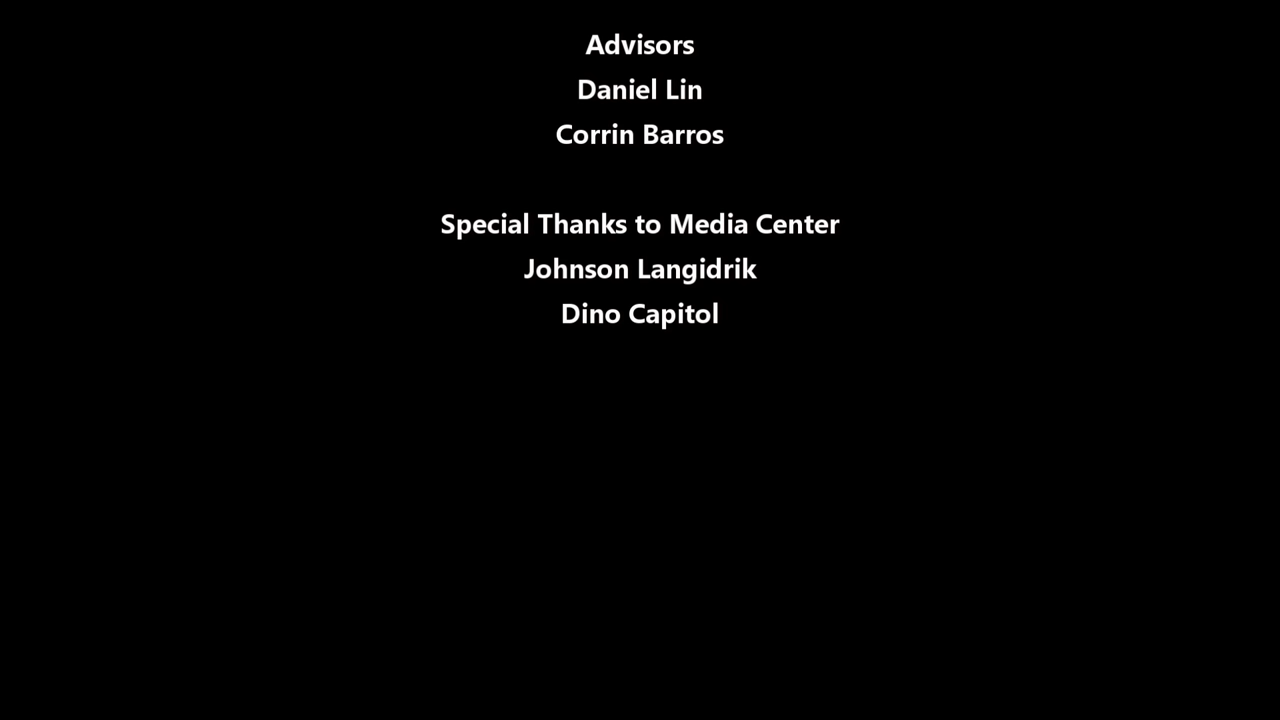 Advisors
Daniel Lin
Corrin Barros
Special Thanks to Media Center
Johnson Langidrik
Dino Capitol